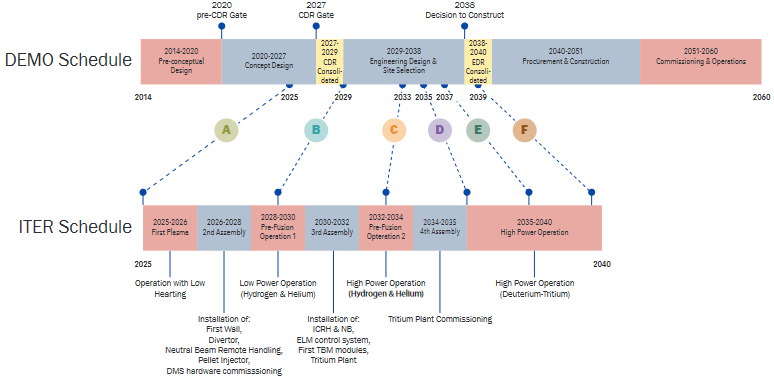 2020
pre-CDR Gate
2027
CDR Gate
2038
Decision to Construct
DEMO Schedule
2014-2020
Pre-conceptual
Design
2020-2027
Concept Design
2027-
2029
CDR
Consoli-
dated
2029-2038
Engineering Design &
Site Selection
2038-
2040
EDR
Consoli-
dated
2040-2051
Procurement & Construction
2051-2060
Commissioning & Operations
2014
2025
2029
2033
2035
2037
2039
2060
A
B
C
D
E
F
ITER Schedule
2025-2026
First Plasma
2026-2028
2nd Assembly
2028-2030
Pre-Fusion
Operation 1
2030-2032
3rd Assembly
2032-2034
Pre-Fusion
Opteration 2
2034-2035
4th Assembly
2035-2040
High Power Operation
2025
2040
Operation with Low
Hearting
Low Power Operation
(Hydrogen & Helium)
High Power Operation
(Hydrogen & Helium)
High Power Operation
(Deuterium-Tritium)
Installation of:
First Wall,
Divertor,
Neutral Beam Remote Handling,
Pellet Injector,
DMS hardware commisssioning
Installation of:
ICRH & NB,
ELM control system,
First TBM modules,
Tritium Plant
Tritium Plant Commissioning